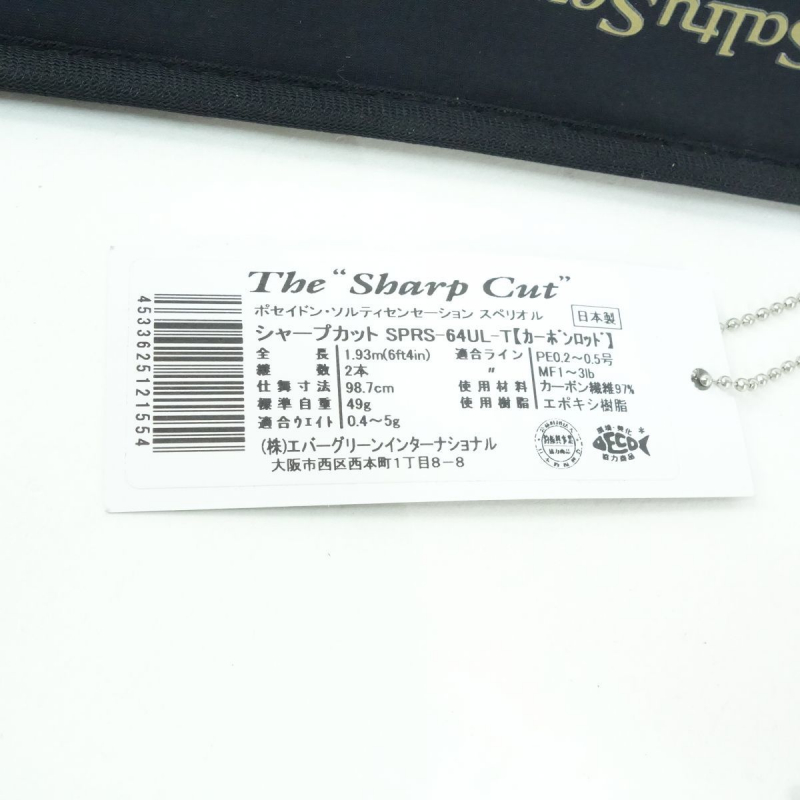 SaltySen
The “Sharp Cut”
ポセイドン・ソルティセンセーション スペリオル
日本製
シャープカット SPRS-64UL-T【カーボンロッド】
全長 1.93m(6ft4in) 適合ライン PE0.2～0.5号
継数 2本 〃 MF1～3lb
仕舞寸法 98.7cm 使用材料 カーボン繊維97%
標準自重 49g 使用樹脂 エポキシ樹脂
適合ウエイト 0.4～5g
(株)エバーグリーンインターナショナル
大阪市西区西本町1丁目8-8
4533625121554
DECO
協力商品